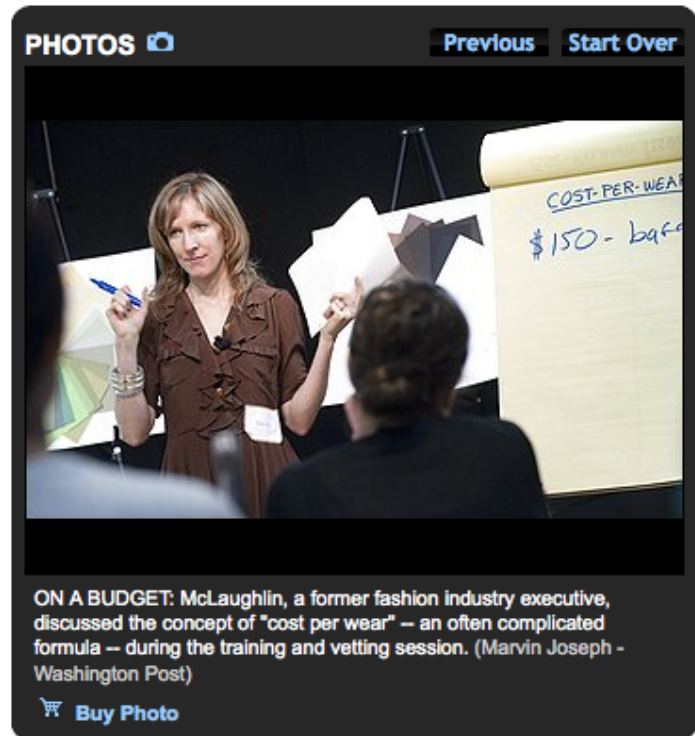 PHOTOS
Previous
Start Over
COST-PER-WEAR
$150-
ON A BUDGET: McLaughlin, a former fashion industry executive,
discussed the concept of "cost per wear" -- an often complicated
formula -- during the training and vetting session. (Marvin Joseph -
Washington Post)
Buy Photo